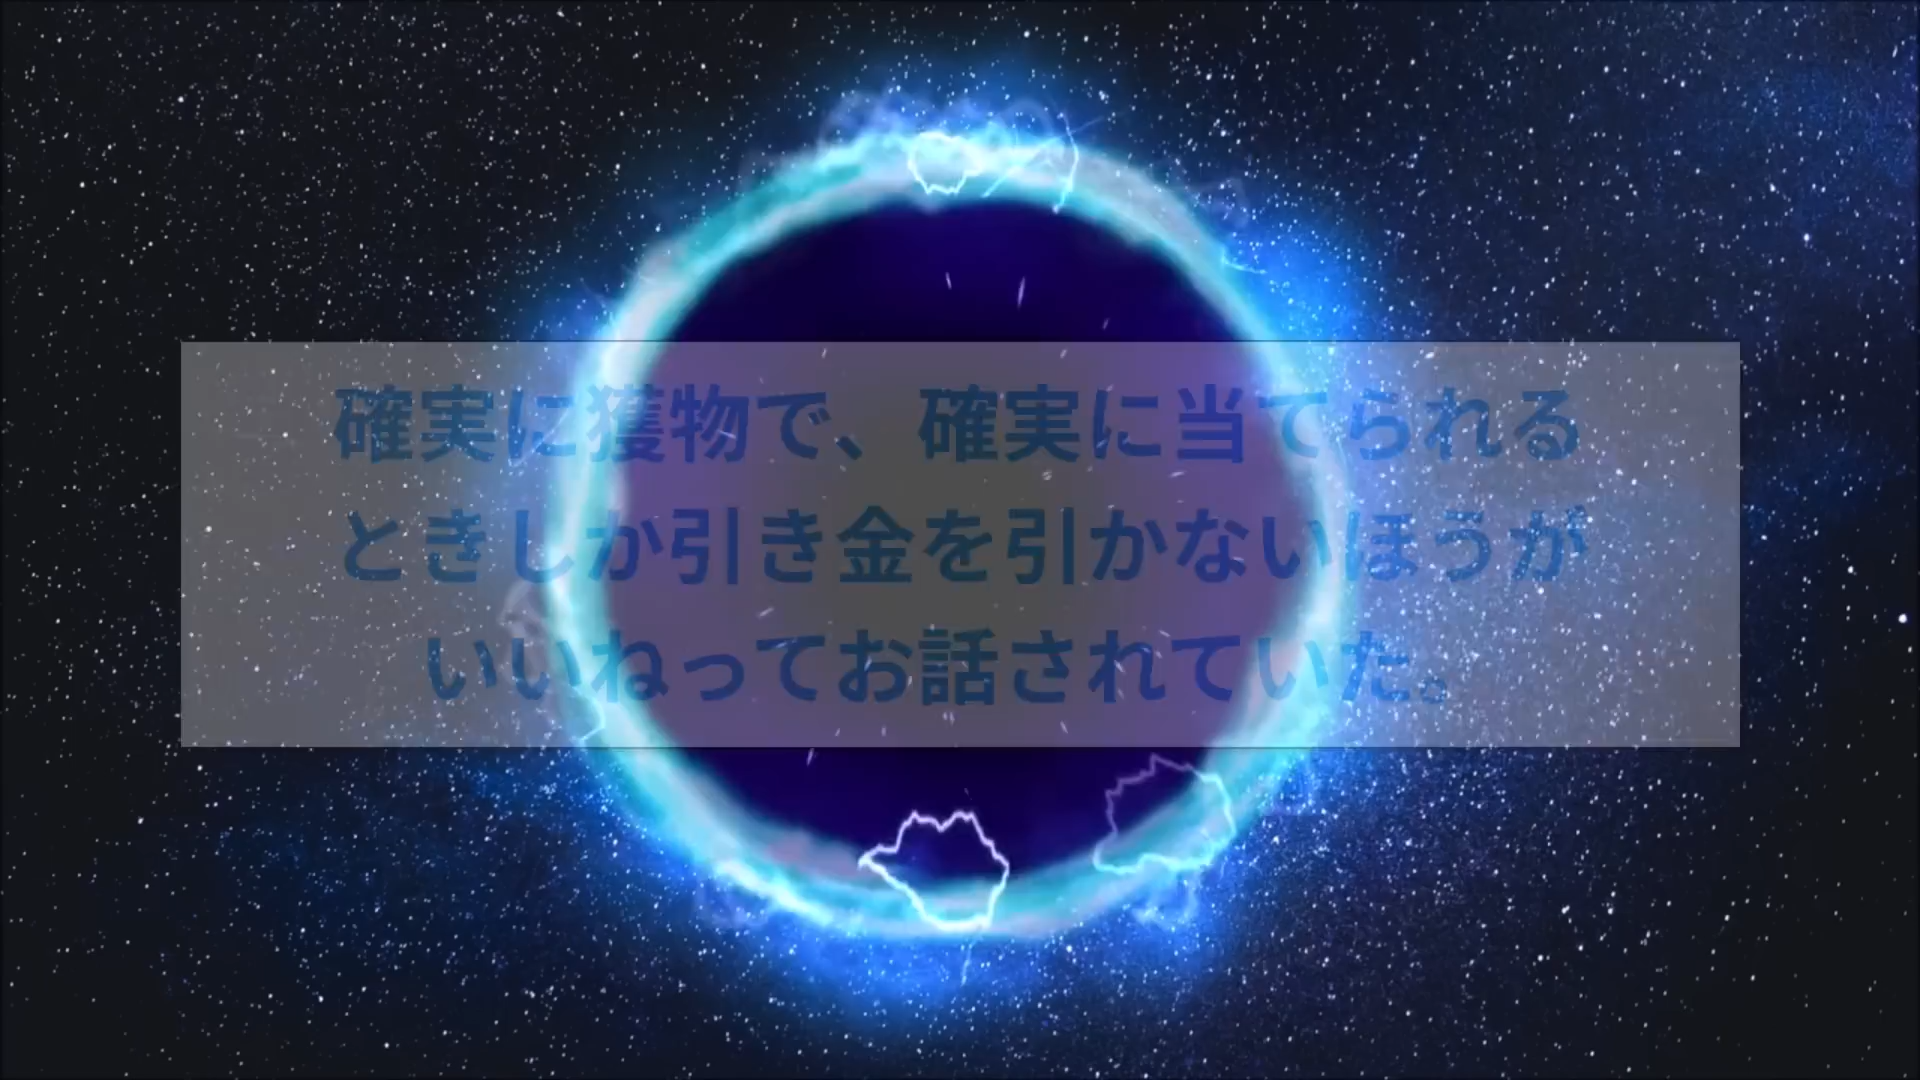 確実に獲物で、確実に当てられる
ときしか引き金を引かないほうが
いいねってお話されていた。